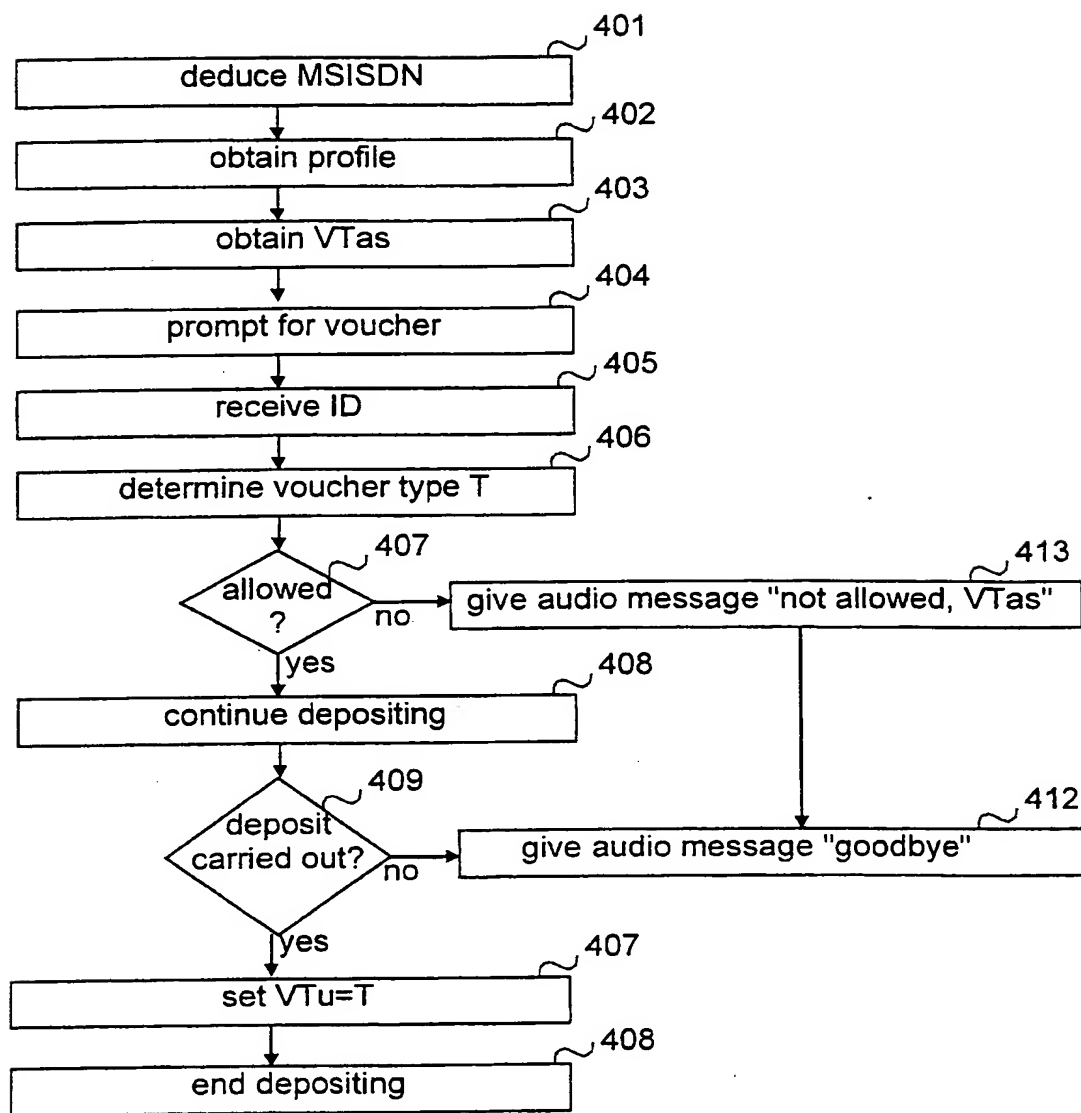 401
deduce MSISDN
402
obtain profile
403
obtain VTas
404
prompt for voucher
405
receive ID
406
determine voucher type T
407
allowed
?
no
yes
413
give audio message "not allowed, VTas"
408
continue depositing
409
deposit
carried out?
no
yes
412
give audio message "goodbye"
407
set VTu=T
408
end depositing